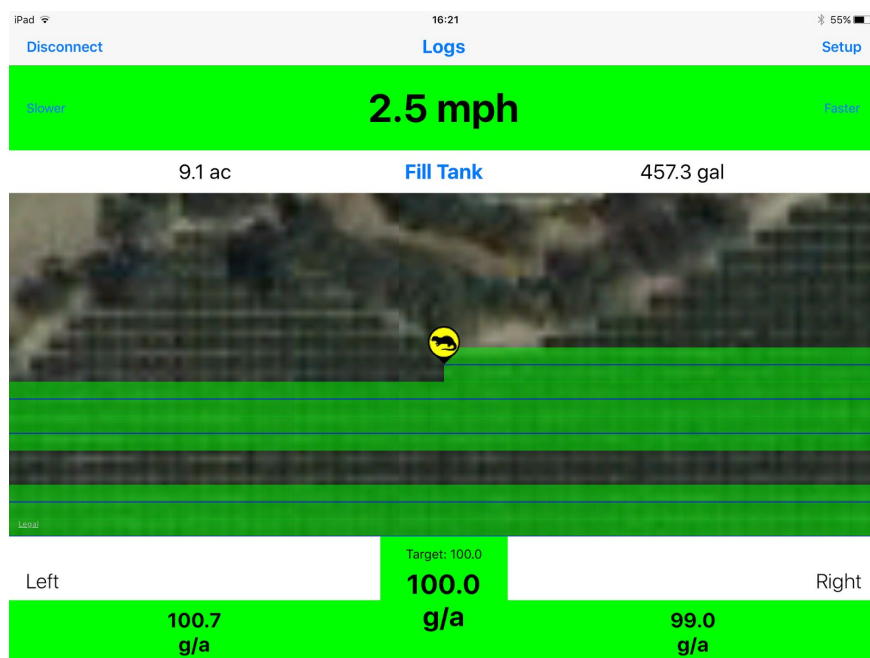 iPad 16:21 55%
Disconnect Logs Setup
Slower 2.5 mph Faster
9.1 ac Fill Tank 457.3 gal
Legal
Target: 100.0
Left 100.0 Right
g/a
100.7 99.0
g/a g/a